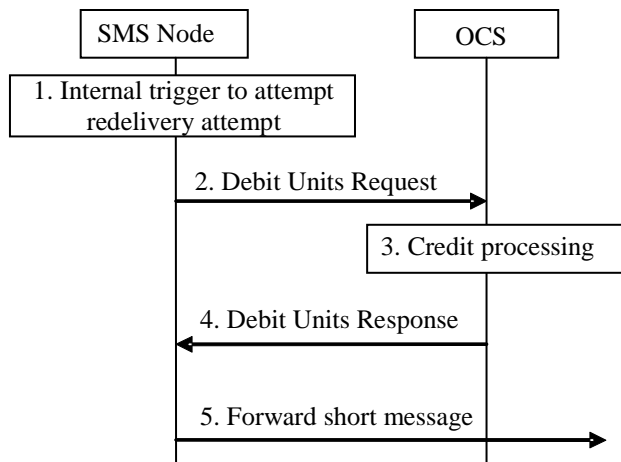 SMS Node
OCS
1. Internal trigger to attempt
redelivery attempt
2. Debit Units Request
3. Credit processing
4. Debit Units Response
5. Forward short message